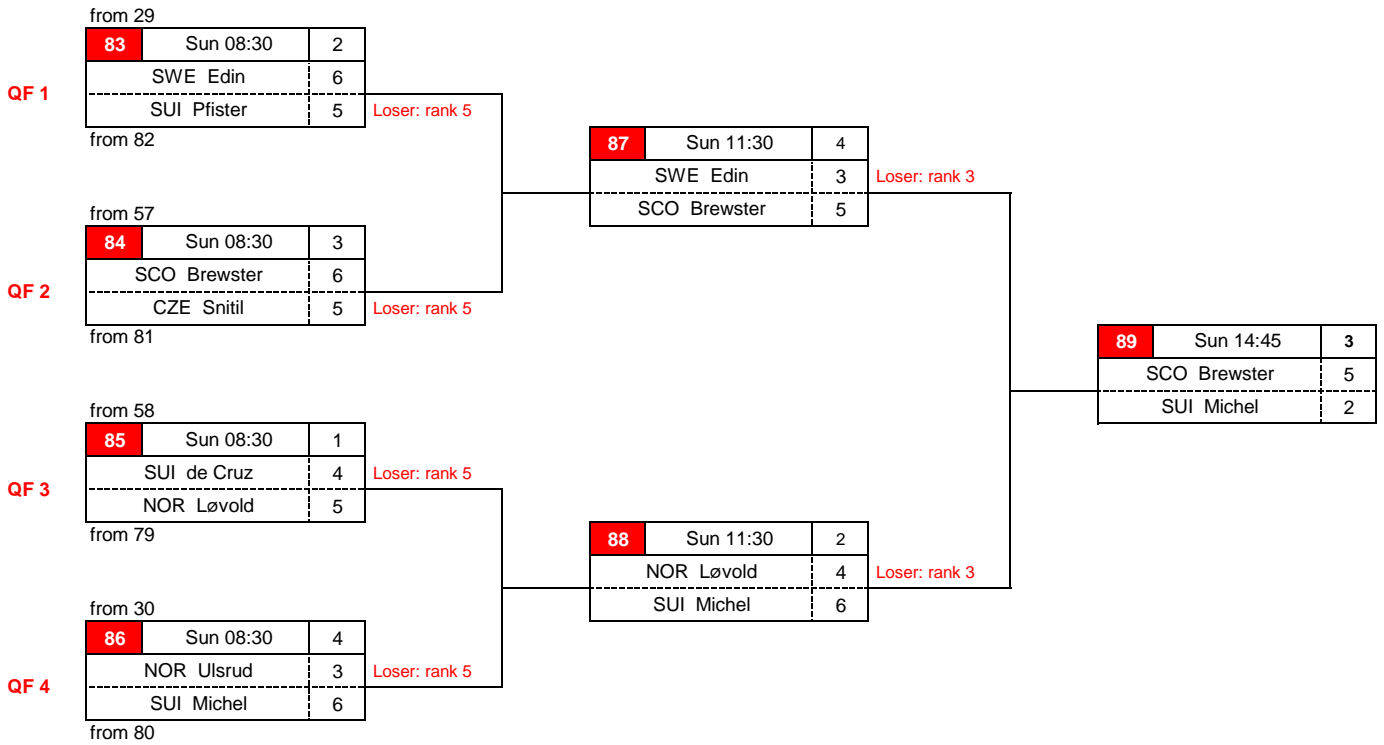 from 29
83 Sun 08:30 2
SWE Edin 6
QF 1
SUI Pfister 5 Loser: rank 5
from 82
87 Sun 11:30 4
SWE Edin 3 Loser: rank 3
SCO Brewster 5
from 57
84 Sun 08:30 3
SCO Brewster 6
QF 2
CZE Snitil 5 Loser: rank 5
from 81
89 Sun 14:45 3
SCO Brewster 5
SUI Michel 2
from 58
85 Sun 08:30 1
SUI de Cruz 4 Loser: rank 5
QF 3
NOR Løvold 5
from 79
88 Sun 11:30 2
NOR Løvold 4 Loser: rank 3
SUI Michel 6
from 30
86 Sun 08:30 4
NOR Ulsrud 3 Loser: rank 5
QF 4
SUI Michel 6
from 80